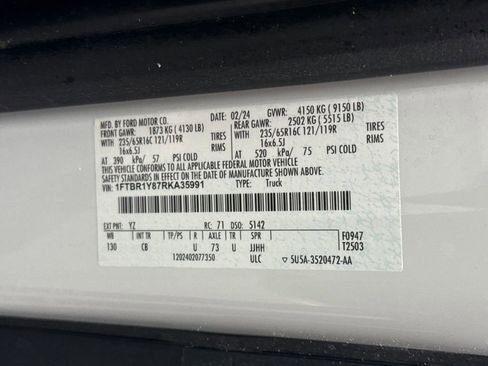 MFD. BY FORD MOTOR CO. 02/24 GVWR: 4150 KG ( 9150 LB)
FRONT GAWR: 1873 KG ( 4130 LB) REAR GAWR: 2502 KG ( 5515 LB)
WITH 235/65R16C 121/119R TIRES WITH 235/65R16C 121/119R TIRES
16x6.5J RIMS 16x6.5J RIMS
AT 390 kPa/ 57 PSI COLD AT 520 kPa/ 75 PSI COLD
THIS VEHICLE CONFORMS TO ALL APPLICABLE FEDERAL MOTOR VEHICLE
SAFETY STANDARDS IN EFFECT ON THE DATE OF MANUFACTURE SHOWN ABOVE.
VIN: 1FTBR1Y87RKA35991 TYPE: Truck
EXT PNT: YZ RC: 71 DSO: 5142
WB INT TR TP/PS R AXLE TR SPR F0947
130 CB U 73 U JJHH T2503
1202402077350 ULC 5U5A-3520472-AA